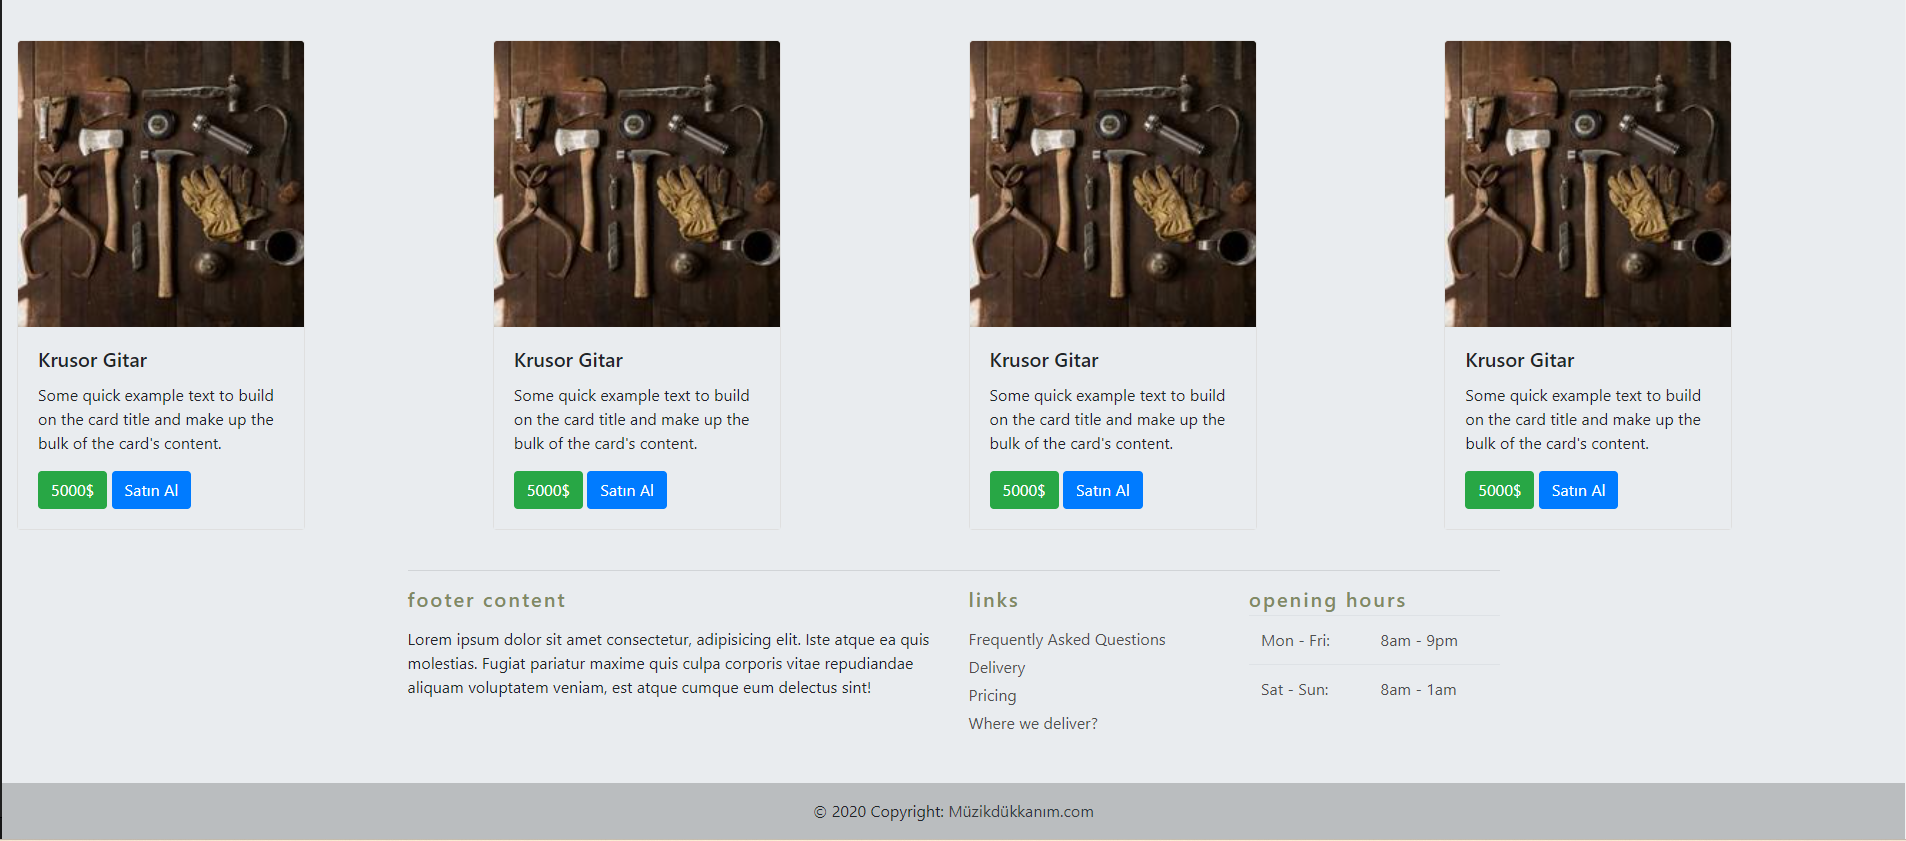 Krusor Gitar
Some quick example text to build
on the card title and make up the
bulk of the card's content.
5000$ Satın Al
Krusor Gitar
Some quick example text to build
on the card title and make up the
bulk of the card's content.
5000$ Satın Al
Krusor Gitar
Some quick example text to build
on the card title and make up the
bulk of the card's content.
5000$ Satın Al
Krusor Gitar
Some quick example text to build
on the card title and make up the
bulk of the card's content.
5000$ Satın Al
footer content
Lorem ipsum dolor sit amet consectetur, adipisicing elit. Iste atque ea quis
molestias. Fugiat pariatur maxime quis culpa corporis vitae repudiandae
aliquam voluptatem veniam, est atque cumque eum delectus sint!
links
Frequently Asked Questions
Delivery
Pricing
Where we deliver?
opening hours
Mon - Fri: 8am - 9pm
Sat - Sun: 8am - 1am
© 2020 Copyright: Müzikdükkanım.com